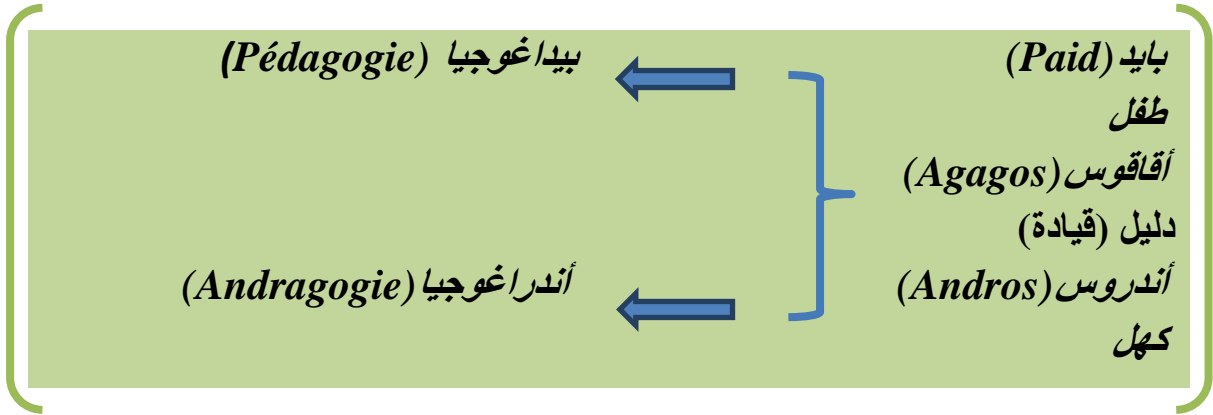 بايد (Paid)
بيداغوجيا (Pédagogie)
طفل
أقاقوس (Agagos)
دليل (قيادة)
أندروس (Andros)
أندراغوجيا (Andragogie)
كهل